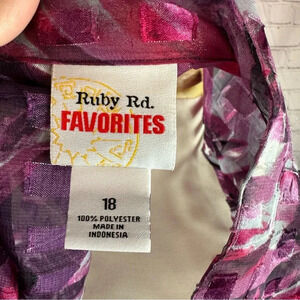 Ruby Rd.
FAVORITES
18
100% POLYESTER
MADE IN
INDONESIA